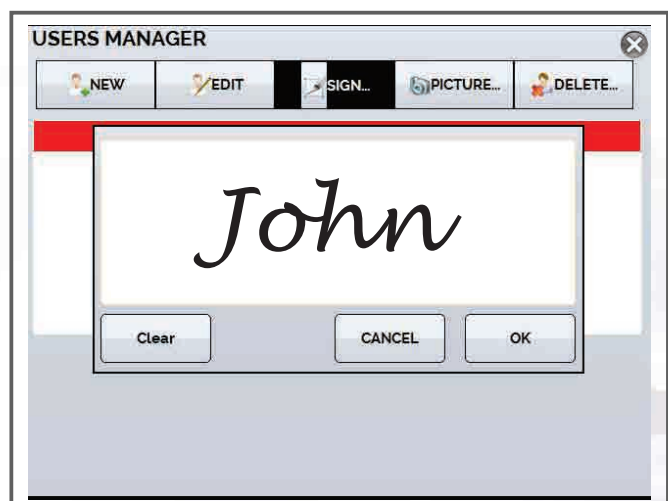 USERS MANAGER
NEW EDIT SIGN... PICTURE... DELETE...
John
Clear CANCEL OK